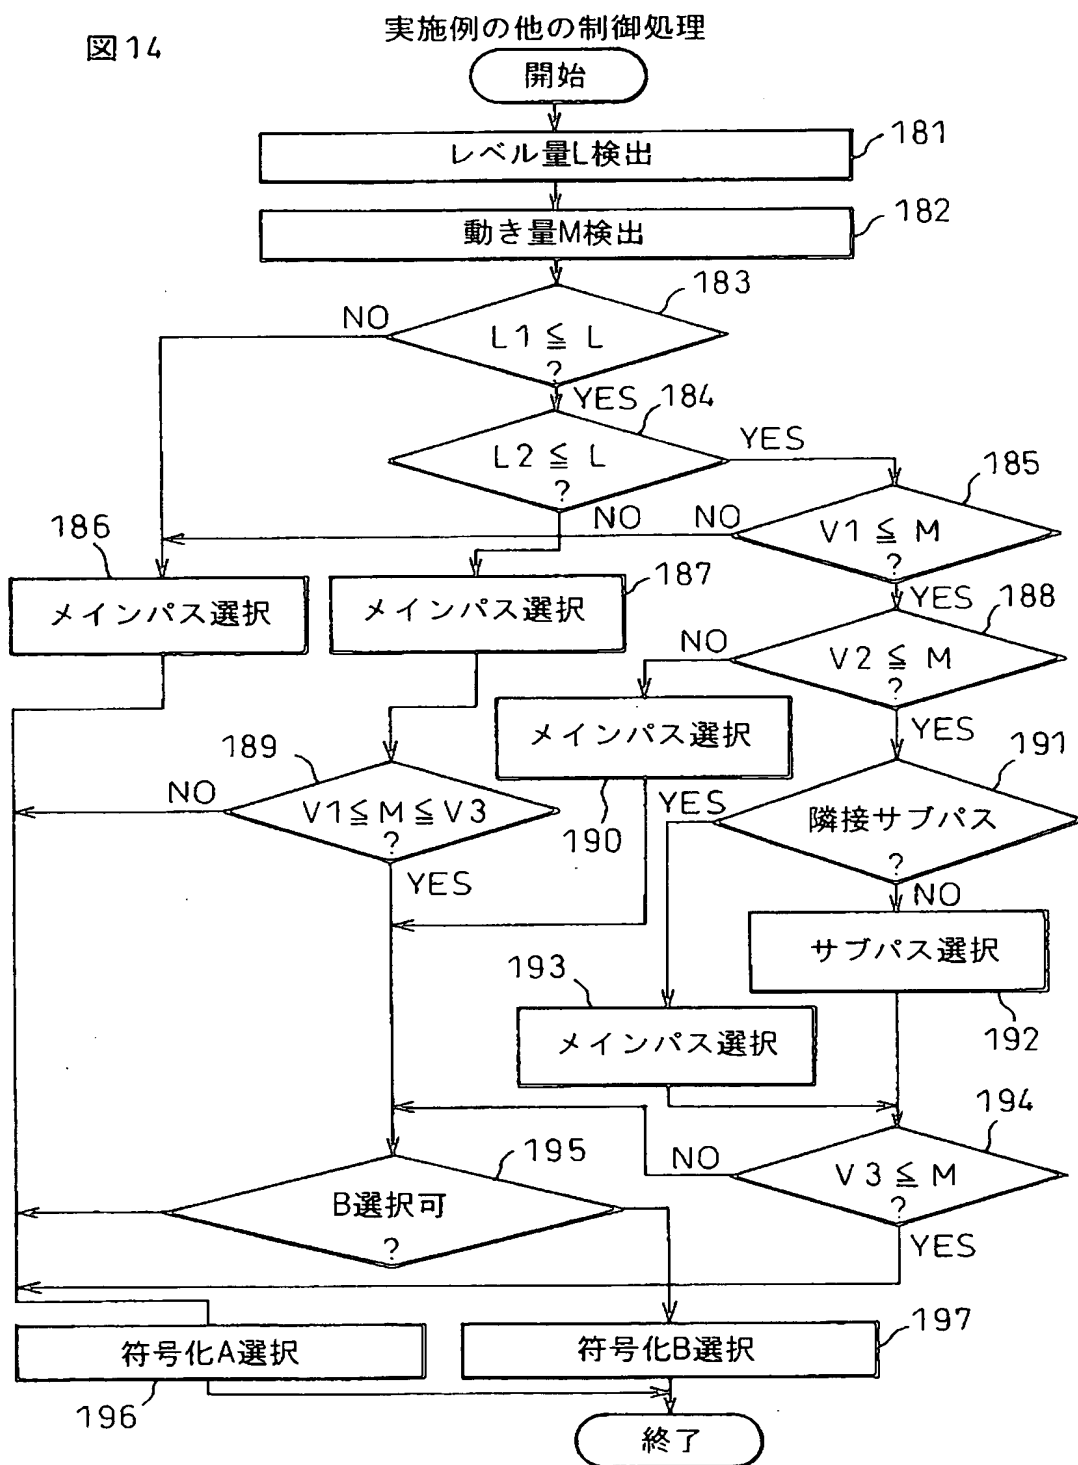 図14
実施例の他の制御処理
開始
レベル量L検出
181
動き量M検出
182
183
NO
L1 ≦ L
?
YES
184
L2 ≦ L
?
YES
185
NO
NO
V1 ≦ M
?
186
187
メインパス選択
メインパス選択
YES
188
NO
V2 ≦ M
?
YES
メインパス選択
190
189
NO
V1≦M≦V3
?
YES
191
YES
隣接サブパス
?
NO
サブパス選択
192
193
メインパス選択
194
NO
V3 ≦ M
?
YES
195
B選択可
?
符号化A選択
196
符号化B選択
197
終了